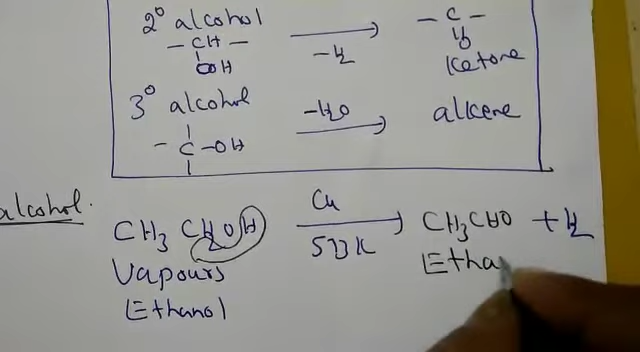 2° alcohol
– CH – –H₂ – C –
OH O
Ketone
3° alcohol –H₂O alkene
– C – OH
alcohol.
CH₃ CH₂OH Cu CH₃CHO + H₂
573K
Vapours Etha
Ethanol